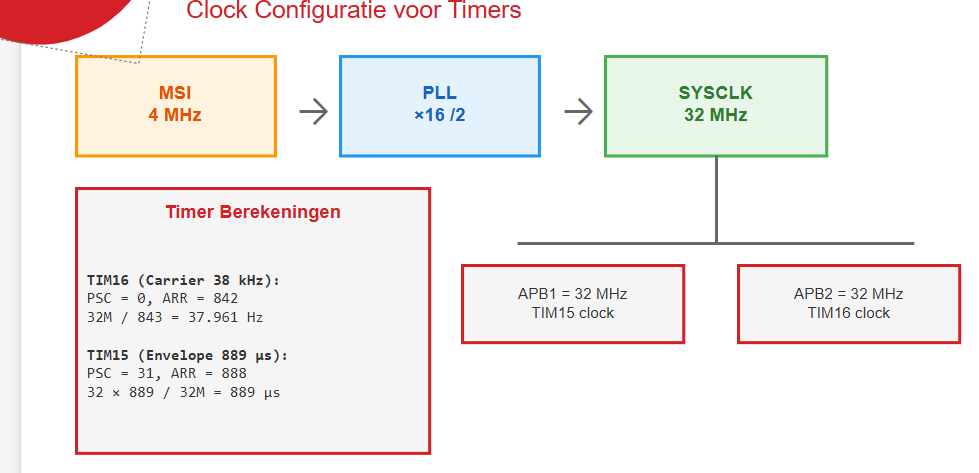 Clock Configuratie voor Timers
MSI
4 MHz
PLL
×16 /2
SYSCLK
32 MHz
Timer Berekeningen
TIM16 (Carrier 38 kHz):
PSC = 0, ARR = 842
32M / 843 = 37.961 Hz
TIM15 (Envelope 889 µs):
PSC = 31, ARR = 888
32 × 889 / 32M = 889 µs
APB1 = 32 MHz
TIM15 clock
APB2 = 32 MHz
TIM16 clock